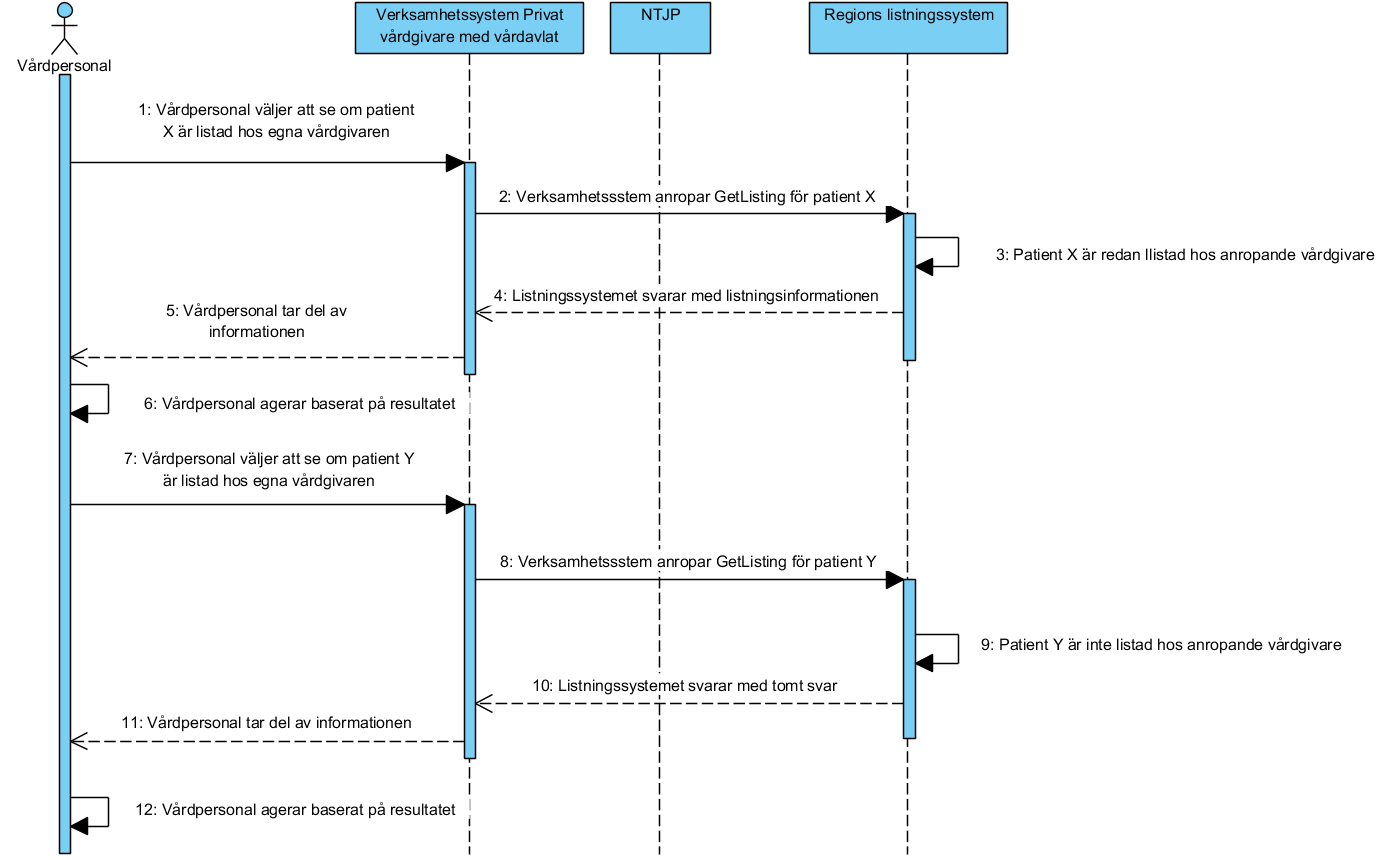 Vårdpersonal
Verksamhetssystem Privat
vårdgivare med vårdavlat
NTJP
Regions listningssystem
1: Vårdpersonal väljer att se om patient
X är listad hos egna vårdgivaren
2: Verksamhetssstem anropar GetListing för patient X
3: Patient X är redan llistad hos anropande vårdgivare
4: Listningssystemet svarar med listningsinformationen
5: Vårdpersonal tar del av
informationen
6: Vårdpersonal agerar baserat på resultatet
7: Vårdpersonal väljer att se om patient Y
är listad hos egna vårdgivaren
8: Verksamhetssstem anropar GetListing för patient Y
9: Patient Y är inte listad hos anropande vårdgivare
10: Listningssystemet svarar med tomt svar
11: Vårdpersonal tar del av informationen
12: Vårdpersonal agerar baserat på resultatet